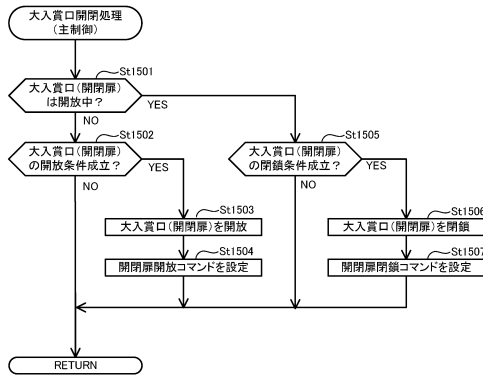 大入賞口開閉処理
(主制御)
St1501
大入賞口(開閉扉)
は開放中?
YES
NO
St1502
大入賞口(開閉扉)
の開放条件成立?
YES
NO
St1505
大入賞口(開閉扉)
の閉鎖条件成立?
YES
NO
St1503
大入賞口(開閉扉)を開放
St1504
開閉扉開放コマンドを設定
St1506
大入賞口(開閉扉)を閉鎖
St1507
開閉扉閉鎖コマンドを設定
RETURN